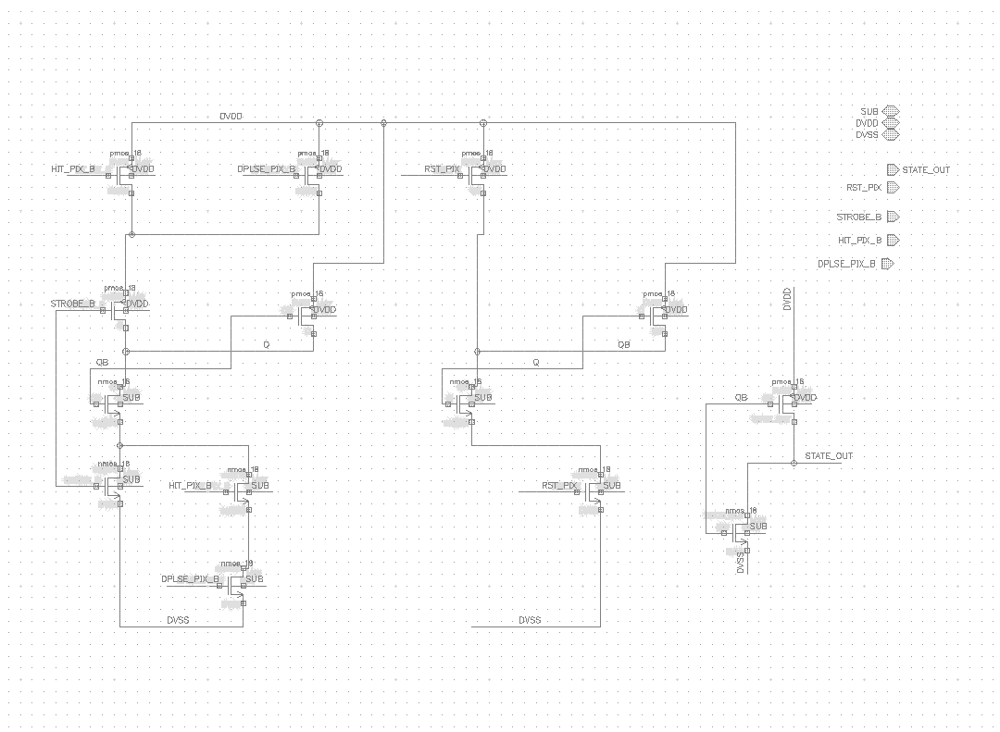 DVDD
SUB
DVDD
DVSS
pmos_18
pmos_18
pmos_18
HIT_PIX_B
DVDD
DPLSE_PIX_B
DVDD
RST_PIX
DVDD
STATE_OUT
RST_PIX
STROBE_B
HIT_PIX_B
DPLSE_PIX_B
pmos_18
pmos_18
pmos_18
DVDD
STROBE_B
DVDD
DVDD
DVDD
Q
QB
QB
Q
nmos_18
nmos_18
pmos_18
SUB
SUB
QB
DVDD
nmos_18
nmos_18
nmos_18
STATE_OUT
SUB
HIT_PIX_B
SUB
RST_PIX
SUB
nmos_18
SUB
nmos_18
DVSS
DPLSE_PIX_B
SUB
DVSS
DVSS